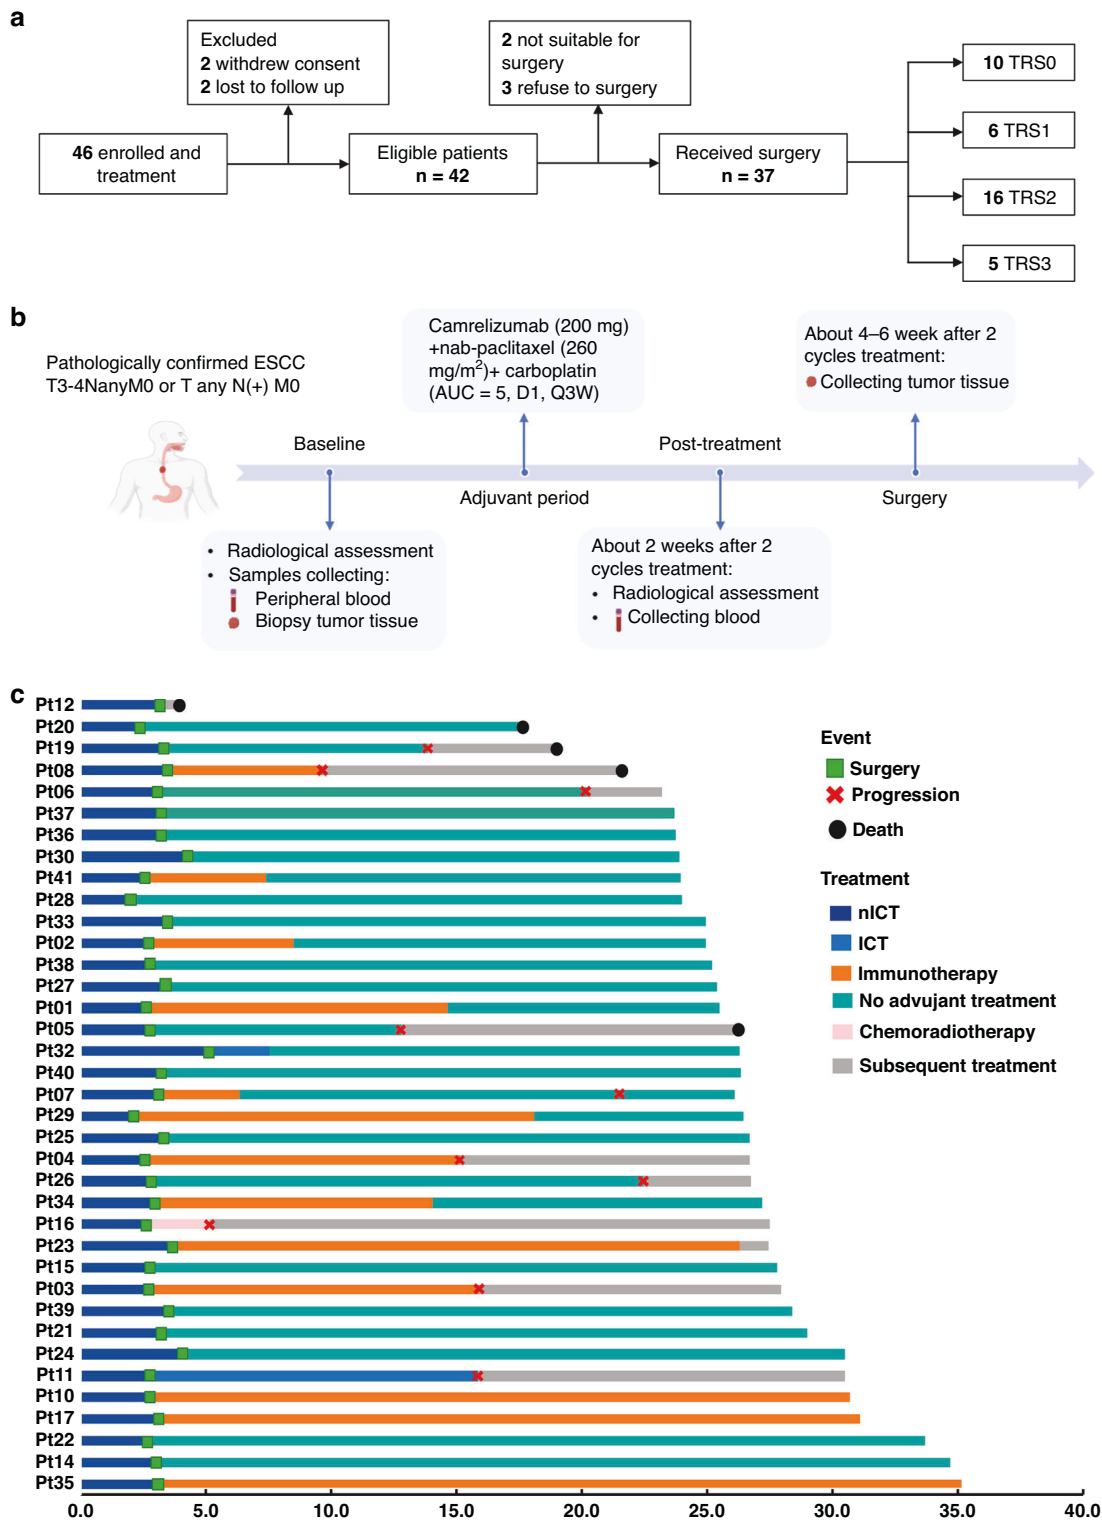 a
Excluded
2 withdrew consent
2 lost to follow up
2 not suitable for
surgery
3 refuse to surgery
46 enrolled and
treatment
Eligible patients
n = 42
Received surgery
n = 37
10 TRS0
6 TRS1
16 TRS2
5 TRS3
b
Pathologically confirmed ESCC
T3-4NanyM0 or T any N(+) M0
Camrelizumab (200 mg)
+nab-paclitaxel (260
mg/m²)+ carboplatin
(AUC = 5, D1, Q3W)
About 4–6 week after 2
cycles treatment:
Collecting tumor tissue
Baseline
Post-treatment
Adjuvant period
Surgery
• Radiological assessment
• Samples collecting:
Peripheral blood
Biopsy tumor tissue
About 2 weeks after 2
cycles treatment:
• Radiological assessment
• Collecting blood
c
Pt12
Pt20
Pt19
Pt08
Pt06
Pt37
Pt36
Pt30
Pt41
Pt28
Pt33
Pt02
Pt38
Pt27
Pt01
Pt05
Pt32
Pt40
Pt07
Pt29
Pt25
Pt04
Pt26
Pt34
Pt16
Pt23
Pt15
Pt03
Pt39
Pt21
Pt24
Pt11
Pt10
Pt17
Pt22
Pt14
Pt35
Event
Surgery
Progression
Death
Treatment
nICT
ICT
Immunotherapy
No advujant treatment
Chemoradiotherapy
Subsequent treatment
0.0 5.0 10.0 15.0 20.0 25.0 30.0 35.0 40.0